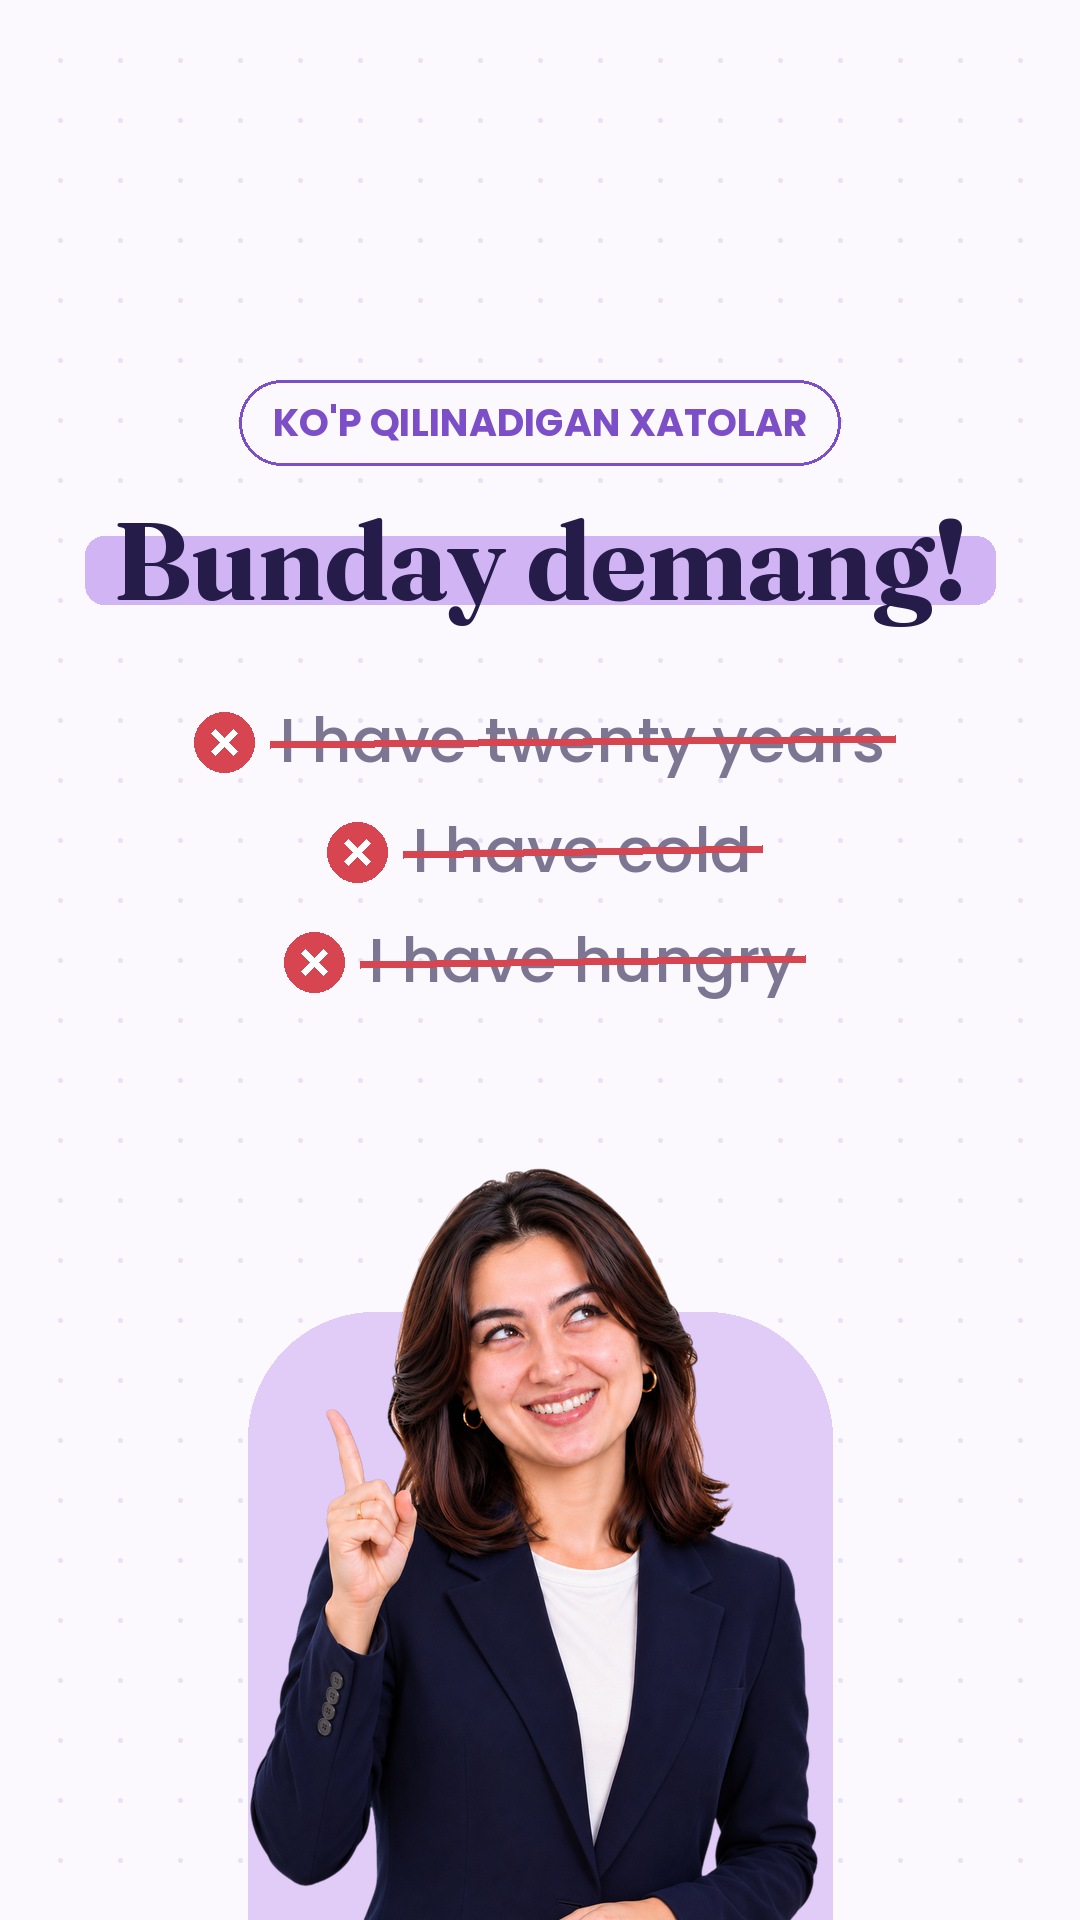 KO'P QILINADIGAN XATOLAR
Bunday demang!
I have twenty years
I have cold
I have hungry